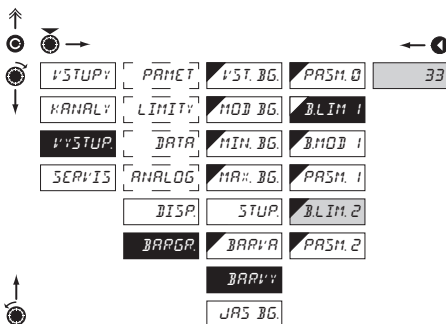 VSTUPY PAMET VST. BG. PASM. 0 33
KANALY LIMITY MOD BG. B.LIM 1
VYSTUP. DATA MIN. BG. B.MOD 1
SERVIS ANALOG MAX. BG. PASM. 1
DISP. STUP. B.LIM. 2
BARGR. BARVA PASM. 2
BARVY
JAS BG.